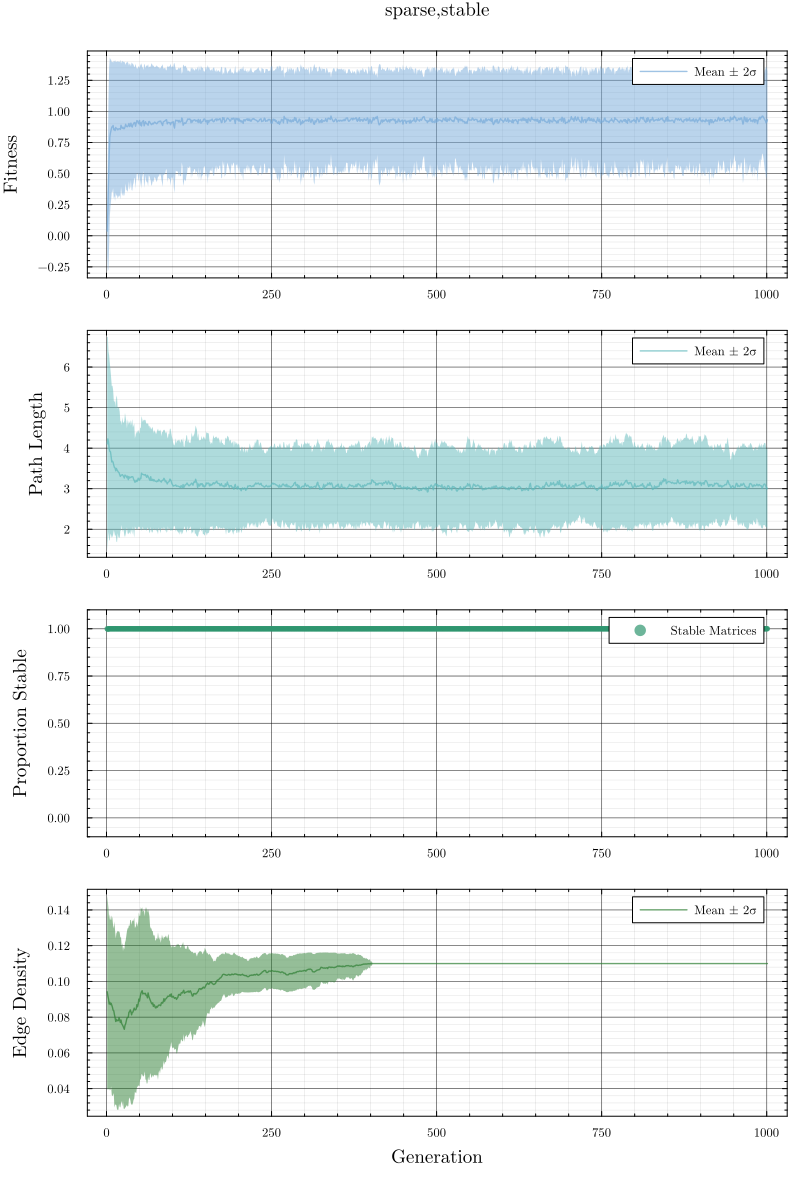 sparse,stable
Fitness
1.25
1.00
0.75
0.50
0.25
0.00
−0.25
Mean ± 2σ
0 250 500 750 1000
Path Length
6
5
4
3
2
Mean ± 2σ
0 250 500 750 1000
Proportion Stable
1.00
0.75
0.50
0.25
0.00
Stable Matrices
0 250 500 750 1000
Edge Density
0.14
0.12
0.10
0.08
0.06
0.04
Mean ± 2σ
0 250 500 750 1000
Generation